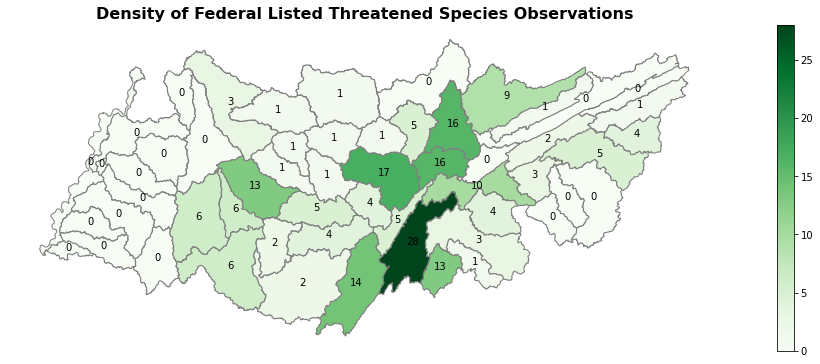 Density of Federal Listed Threatened Species Observations
0
0 3 1 1 9 1 0 0 1
0 0 0 1 1 1 5 16 2 4
0 0 0 1 1 17 16 0 3 5
0 6 13 6 5 4 10 0 0
0 0 0 2 4 5 28 4 3 0
0 0 0 6 2 14 13 1
25
20
15
10
5
0